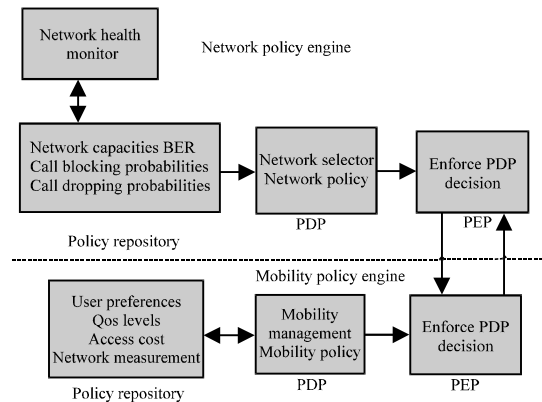 Network health
monitor
Network policy engine
Network capacities BER
Call blocking probabilities
Call dropping probabilities
Network selector
Network policy
Enforce PDP
decision
PDP
PEP
Policy repository
Mobility policy engine
User preferences
Qos levels
Access cost
Network measurement
Mobility
management
Mobility policy
Enforce PDP
decision
Policy repository
PDP
PEP